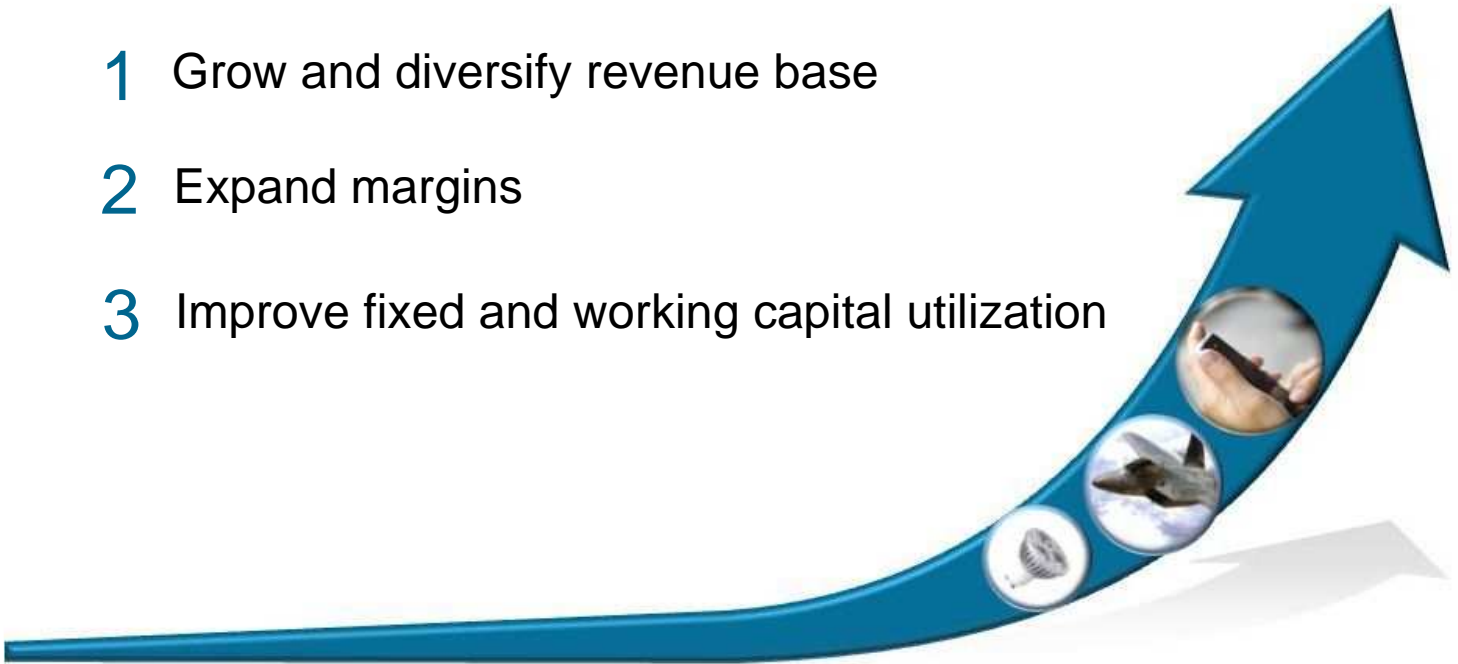 1 Grow and diversify revenue base
2 Expand margins
3 Improve fixed and working capital utilization